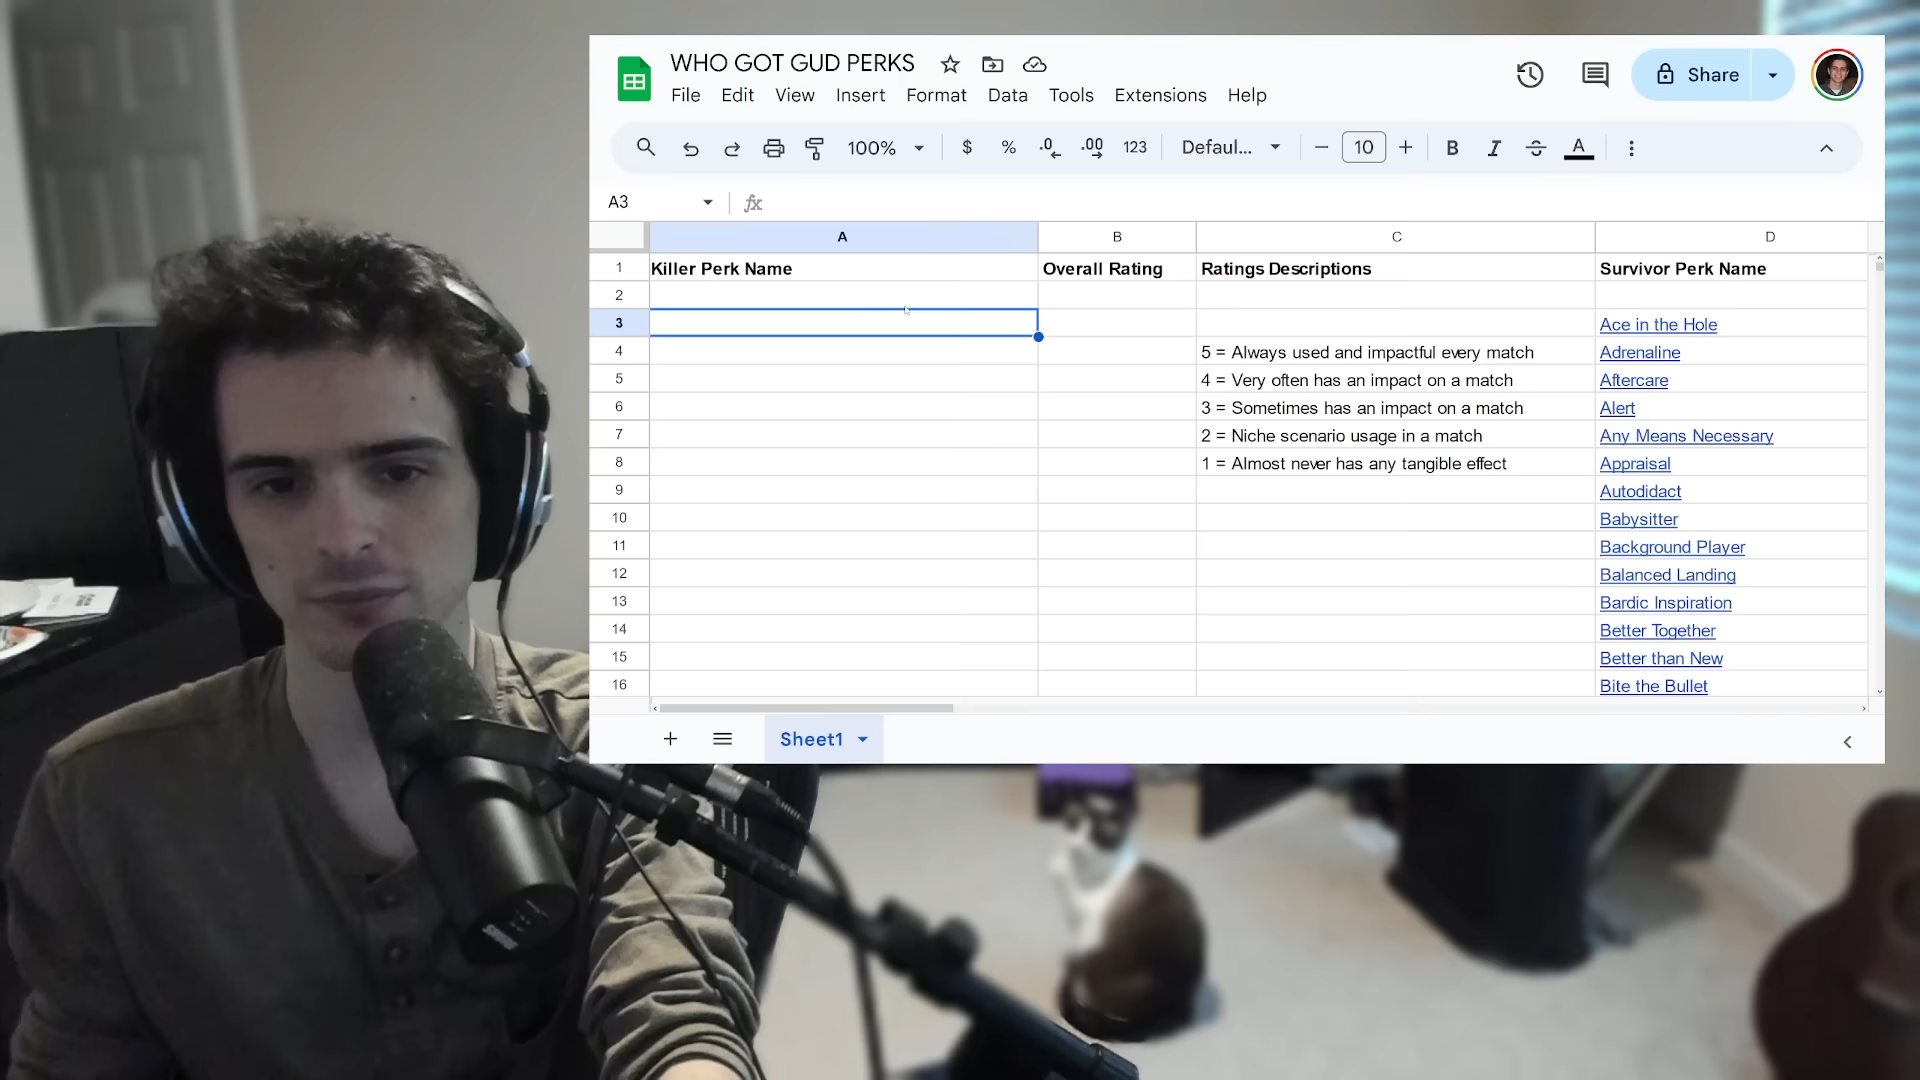 WHO GOT GUD PERKS
Share
File Edit View Insert Format Data Tools Extensions Help
100% $ % .0 .00 123 Defaul... 10 B I S A
A3 fx
A B C D
1 Killer Perk Name Overall Rating Ratings Descriptions Survivor Perk Name
2
3 Ace in the Hole
4 5 = Always used and impactful every match Adrenaline
5 4 = Very often has an impact on a match Aftercare
6 3 = Sometimes has an impact on a match Alert
7 2 = Niche scenario usage in a match Any Means Necessary
8 1 = Almost never has any tangible effect Appraisal
9 Autodidact
10 Babysitter
11 Background Player
12 Balanced Landing
13 Bardic Inspiration
14 Better Together
15 Better than New
16 Bite the Bullet
Sheet1
SHURE